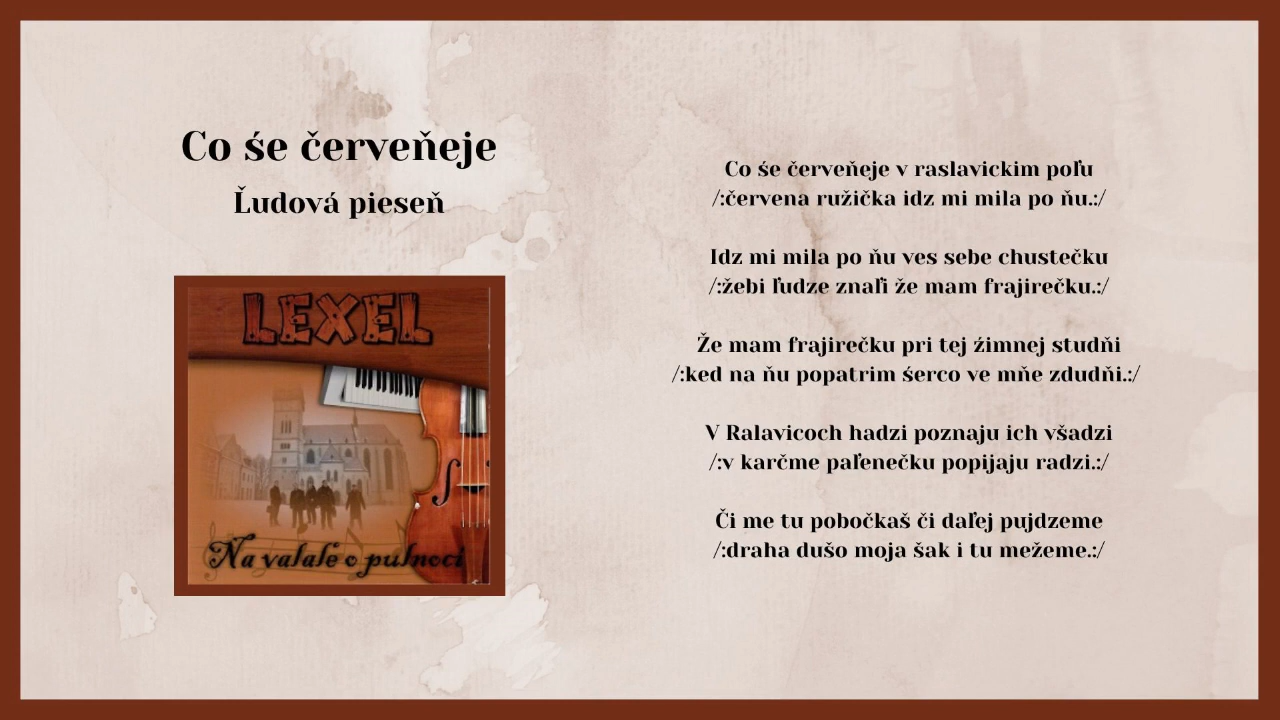 Co śe červeňeje
Ľudová pieseň
LEXEL
Na valale o pulnoci
Co śe červeňeje v raslavickim poľu
/:červena ružička idz mi mila po ňu.:/
Idz mi mila po ňu ves sebe chustečku
/:žebi ľudze znaľi že mam frajirečku.:/
Že mam frajirečku pri tej źimnej studňi
/:ked na ňu popatrim śerco ve mňe zdudňi.:/
V Ralavicoch hadzi poznaju ich všadzi
/:v karčme paľenečku popijaju radzi.:/
Či me tu pobočkaš či daľej pujdzeme
/:draha dušo moja šak i tu mežeme.:/